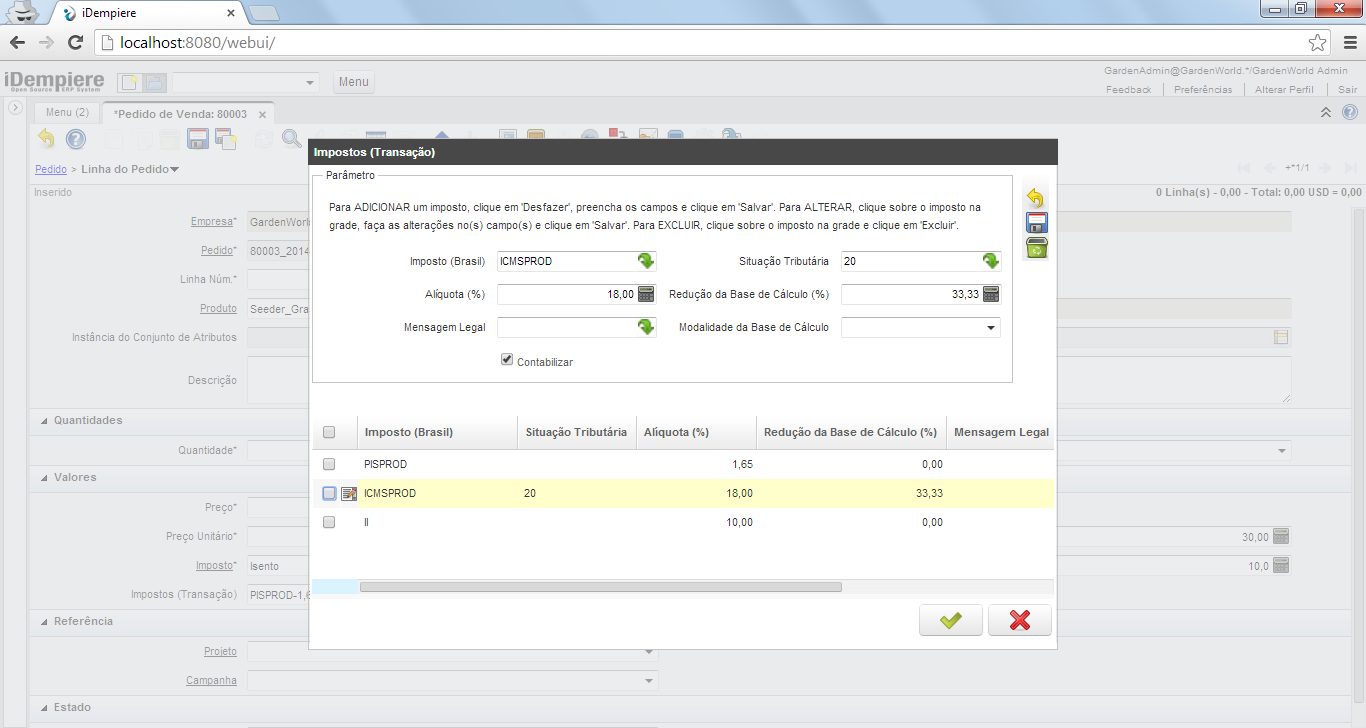 iDempiere
localhost:8080/webui/
iDempiere
Open Source ERP System
Menu
GardenAdmin@GardenWorld.*/GardenWorld Admin
Feedback Preferências Alterar Perfil Sair
Menu (2)
*Pedido de Venda: 80003
Pedido > Linha do Pedido
*1/1
Inserido
0 Linha(s) - 0,00 - Total: 0,00 USD = 0,00
Empresa*
Pedido*
80003_2014
Linha Núm.*
Produto
Instância do Conjunto de Atributos
Descrição
Quantidades
Quantidade*
Valores
Preço*
Preço Unitário*
30,00
Imposto*
Isento
10,0
Impostos (Transação)
Referência
Projeto
Campanha
Estado
Impostos (Transação)
Parâmetro
Para ADICIONAR um imposto, clique em 'Desfazer', preencha os campos e clique em 'Salvar'. Para ALTERAR, clique sobre o imposto na
grade, faça as alterações no(s) campo(s) e clique em 'Salvar'. Para EXCLUIR, clique sobre o imposto na grade e clique em 'Excluir'.
Imposto (Brasil) ICMSPROD Situação Tributária 20
Alíquota (%) 18,00 Redução da Base de Cálculo (%) 33,33
Mensagem Legal Modalidade da Base de Cálculo
Contabilizar
Imposto (Brasil) Situação Tributária Alíquota (%) Redução da Base de Cálculo (%) Mensagem Legal
PISPROD 1,65 0,00
ICMSPROD 20 18,00 33,33
II 10,00 0,00